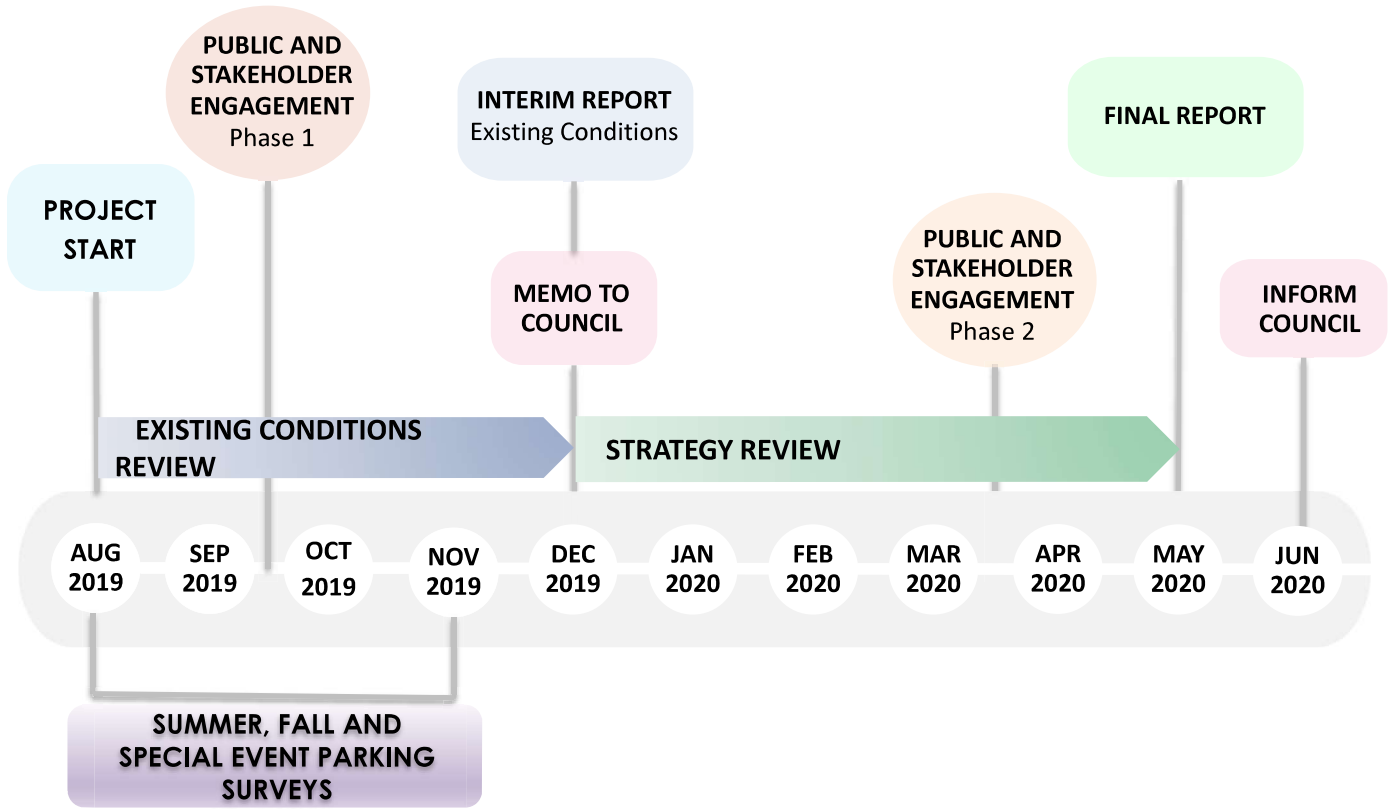 PUBLIC AND
STAKEHOLDER
ENGAGEMENT
Phase 1
INTERIM REPORT
Existing Conditions
FINAL REPORT
PROJECT
START
MEMO TO
COUNCIL
PUBLIC AND
STAKEHOLDER
ENGAGEMENT
Phase 2
INFORM
COUNCIL
EXISTING CONDITIONS
REVIEW
STRATEGY REVIEW
AUG
2019
SEP
2019
OCT
2019
NOV
2019
DEC
2019
JAN
2020
FEB
2020
MAR
2020
APR
2020
MAY
2020
JUN
2020
SUMMER, FALL AND
SPECIAL EVENT PARKING
SURVEYS